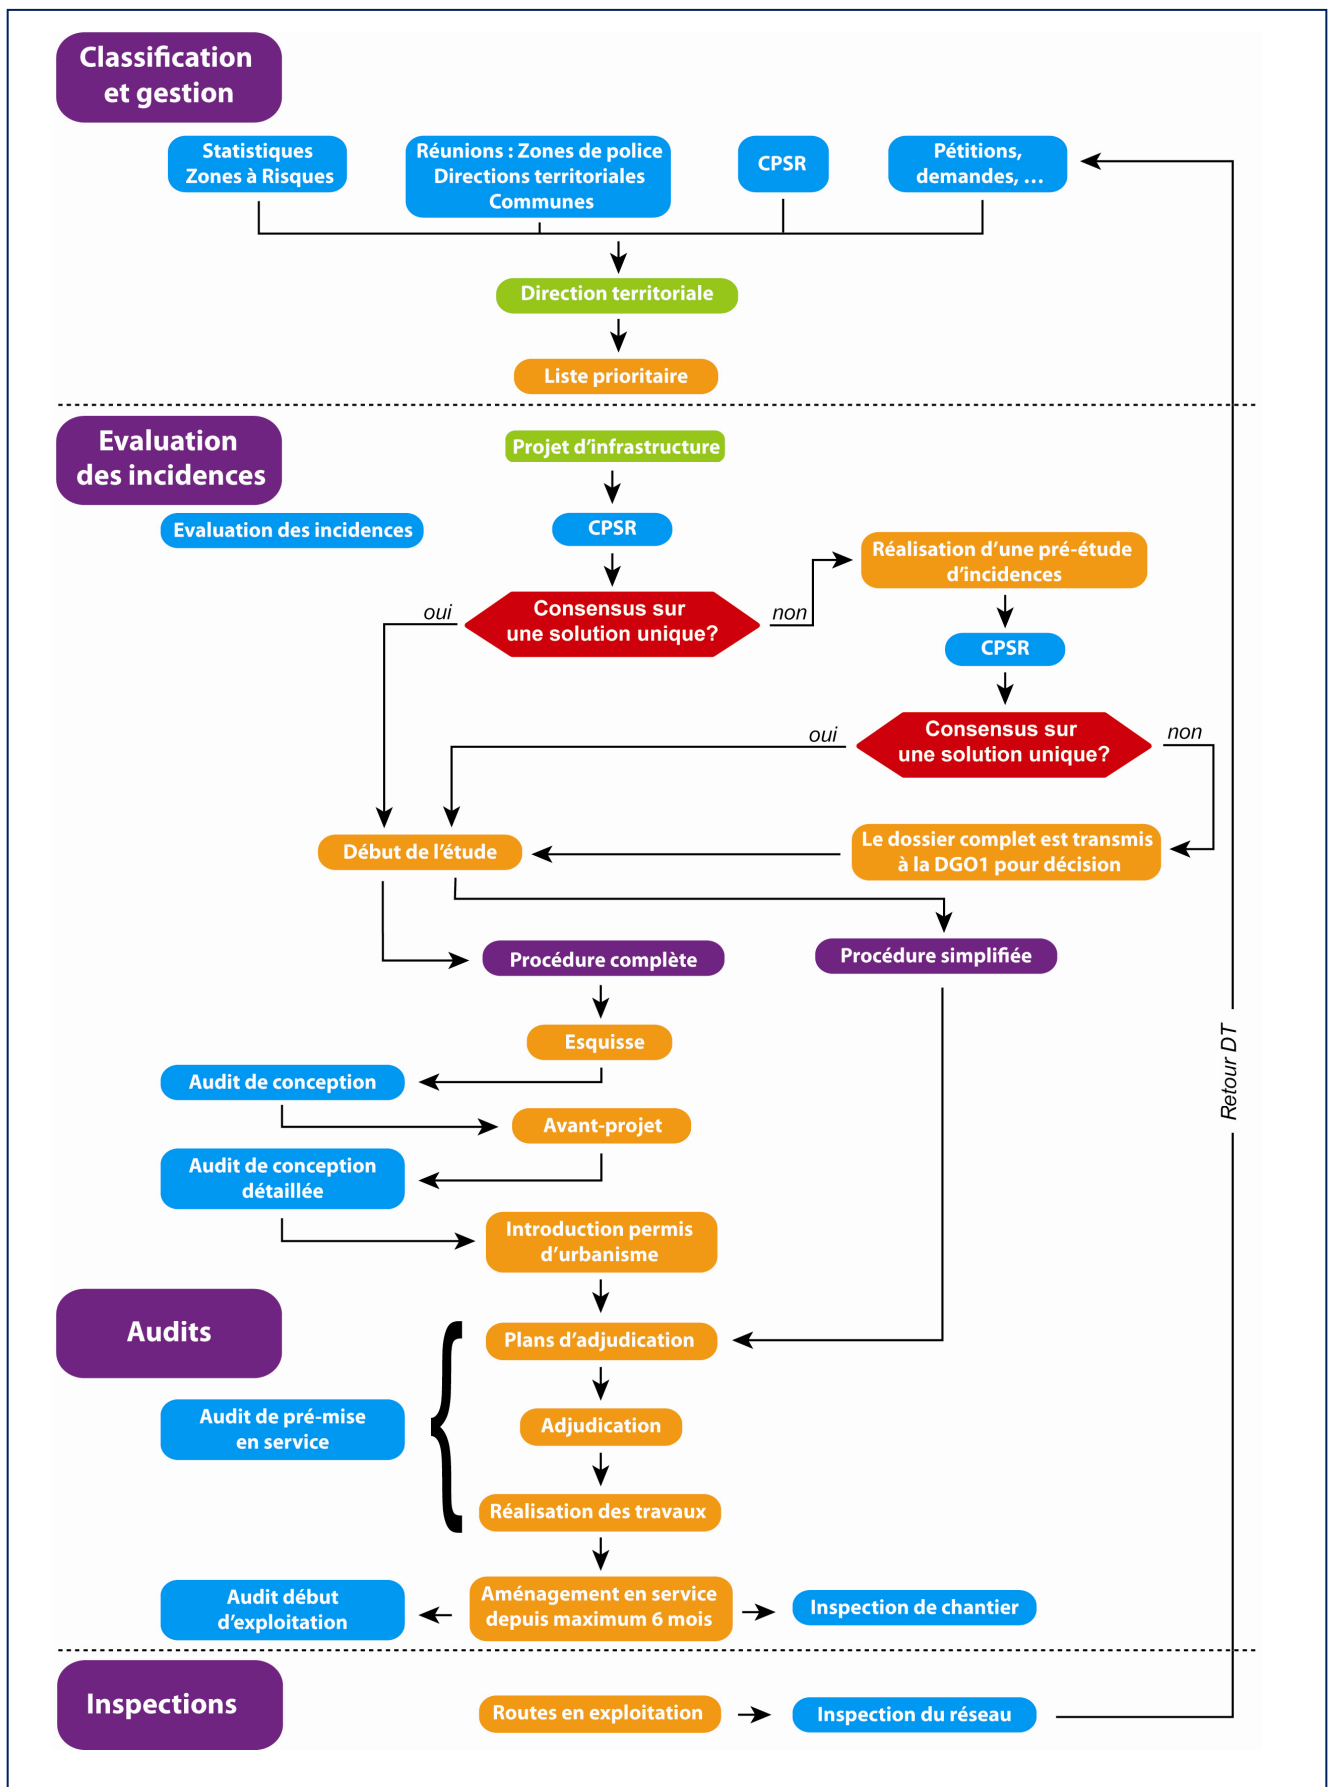 Classification
et gestion
Statistiques
Zones à Risques
Réunions : Zones de police
Directions territoriales
Communes
CPSR
Pétitions,
demandes, ...
Direction territoriale
Liste prioritaire
Evaluation
des incidences
Projet d'infrastructure
Evaluation des incidences
CPSR
Réalisation d'une pré-étude
d'incidences
oui
Consensus sur
une solution unique?
non
CPSR
oui
Consensus sur
une solution unique?
non
Début de l'étude
Le dossier complet est transmis
à la DGO1 pour décision
Procédure complète
Procédure simplifiée
Esquisse
Retour DT
Audit de conception
Avant-projet
Audit de conception
détaillée
Introduction permis
d'urbanisme
Audits
Plans d'adjudication
Audit de pré-mise
en service
Adjudication
Réalisation des travaux
Audit début
d'exploitation
Aménagement en service
depuis maximum 6 mois
Inspection de chantier
Inspections
Routes en exploitation
Inspection du réseau